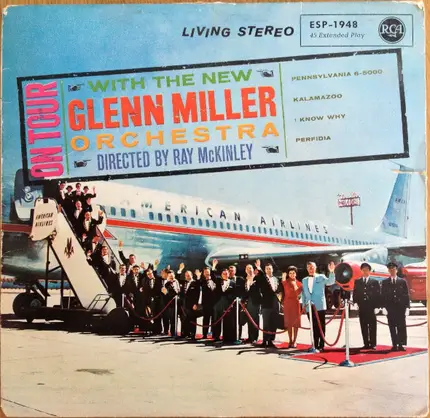 LIVING STEREO
ESP-1948
45 Extended Play
RCA
ON TOUR
WITH THE NEW
GLENN MILLER
ORCHESTRA
DIRECTED BY RAY McKINLEY
PENNSYLVANIA 6-5000
KALAMAZOO
I KNOW WHY
PERFIDIA
AMERICAN AIRLINES
AMERICAN
AIRLINES